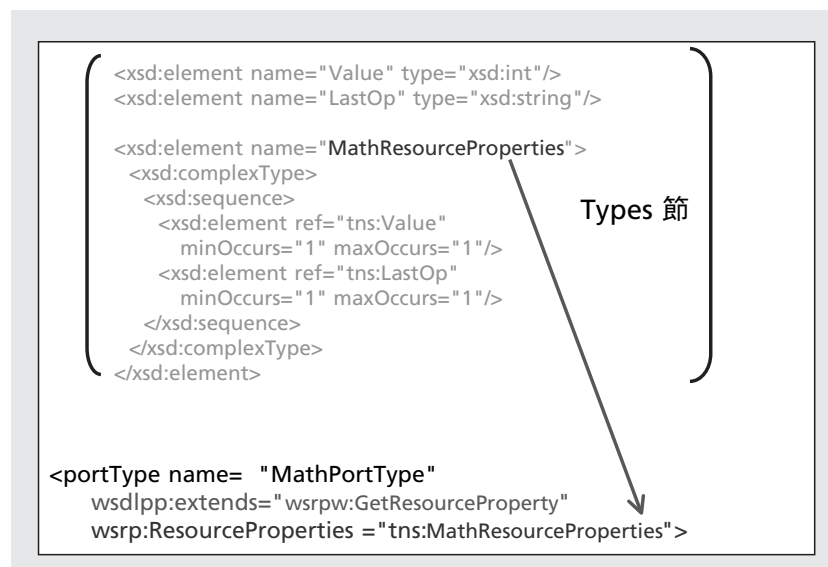 <xsd:element name="Value" type="xsd:int"/>
<xsd:element name="LastOp" type="xsd:string"/>
<xsd:element name="MathResourceProperties">
<xsd:complexType>
<xsd:sequence>
<xsd:element ref="tns:Value"
minOccurs="1" maxOccurs="1"/>
<xsd:element ref="tns:LastOp"
minOccurs="1" maxOccurs="1"/>
</xsd:sequence>
</xsd:complexType>
</xsd:element>
Types 節
<portType name= "MathPortType"
wsdlpp:extends="wsrpw:GetResourceProperty"
wsrp:ResourceProperties ="tns:MathResourceProperties">